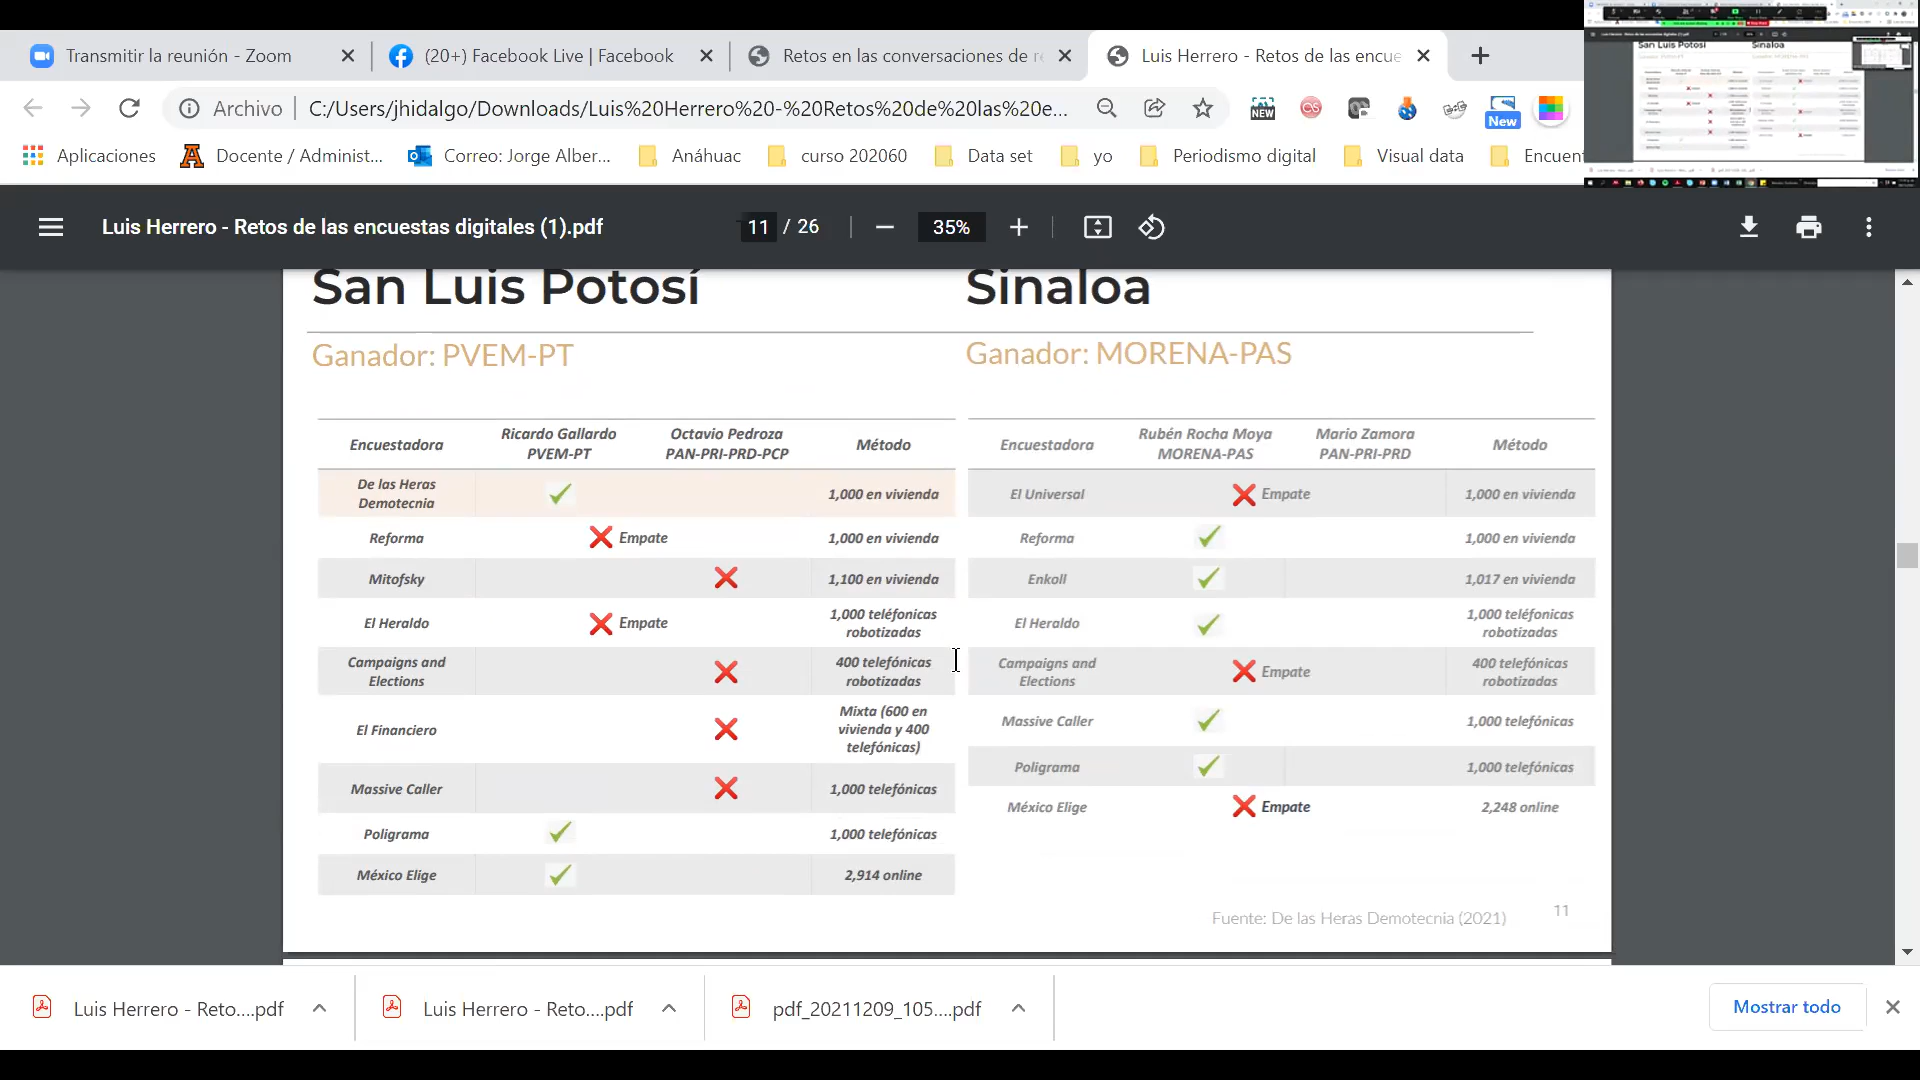 Transmitir la reunión - Zoom
(20+) Facebook Live | Facebook
Retos en las conversaciones de re
Luis Herrero - Retos de las encue
Archivo
C:/Users/jhidalgo/Downloads/Luis%20Herrero%20-%20Retos%20de%20las%20e...
NEW
New
Aplicaciones
Docente / Administ...
Correo: Jorge Alber...
Anáhuac
curso 202060
Data set
yo
Periodismo digital
Visual data
Encuent
San Luis Potosí
Sinaloa
Luis Herrero - Retos de las encuestas digitales (1).pdf
11 / 26
35%
San Luis Potosí
Sinaloa
Ganador: PVEM-PT
Ganador: MORENA-PAS
Encuestadora
Ricardo Gallardo
PVEM-PT
Octavio Pedroza
PAN-PRI-PRD-PCP
Método
De las Heras
Demotecnia
1,000 en vivienda
Reforma
Empate
1,000 en vivienda
Mitofsky
1,100 en vivienda
El Heraldo
Empate
1,000 teléfonicas
robotizadas
Campaigns and
Elections
400 telefónicas
robotizadas
El Financiero
Mixta (600 en
vivienda y 400
telefónicas)
Massive Caller
1,000 telefónicas
Poligrama
1,000 telefónicas
México Elige
2,914 online
Encuestadora
Rubén Rocha Moya
MORENA-PAS
Mario Zamora
PAN-PRI-PRD
Método
El Universal
Empate
1,000 en vivienda
Reforma
1,000 en vivienda
Enkoll
1,017 en vivienda
El Heraldo
1,000 teléfonicas
robotizadas
Campaigns and
Elections
Empate
400 telefónicas
robotizadas
Massive Caller
1,000 telefónicas
Poligrama
1,000 telefónicas
México Elige
Empate
2,248 online
Fuente: De las Heras Demotecnia (2021)
11
Luis Herrero - Reto....pdf
Luis Herrero - Reto....pdf
pdf_20211209_105....pdf
Mostrar todo